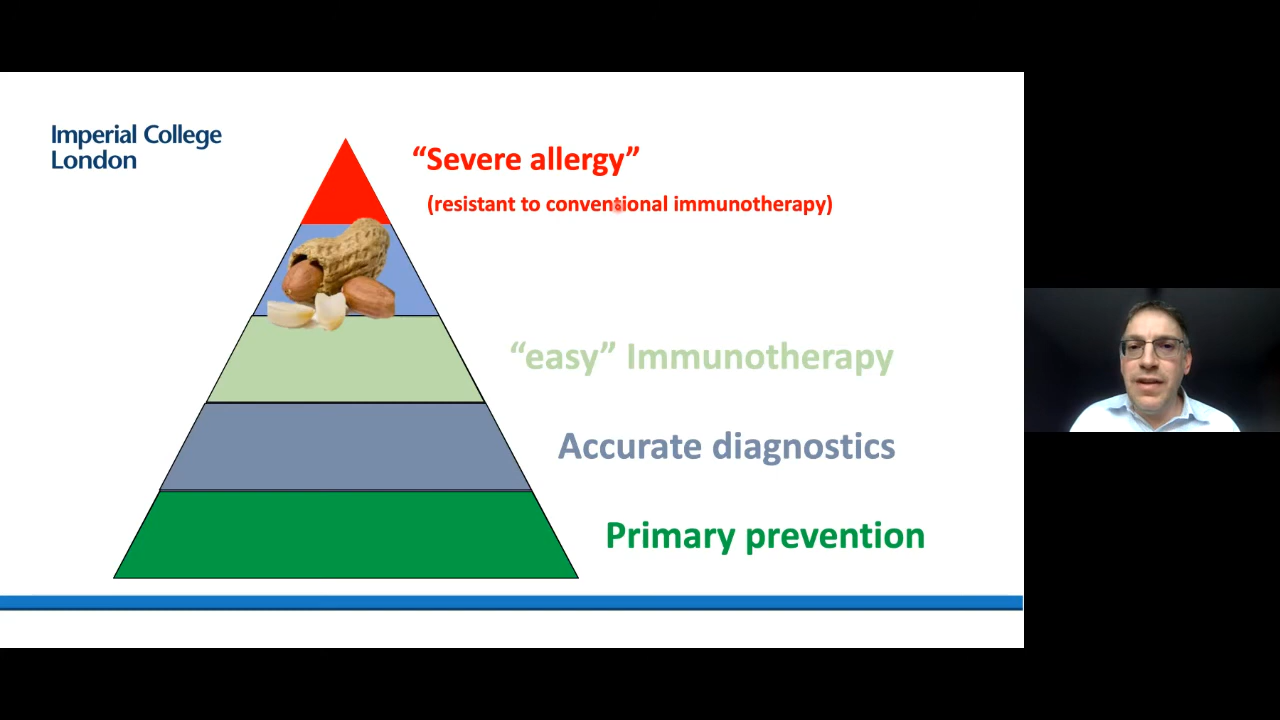 Imperial College
London
“Severe allergy”
(resistant to conventional immunotherapy)
“easy” Immunotherapy
Accurate diagnostics
Primary prevention